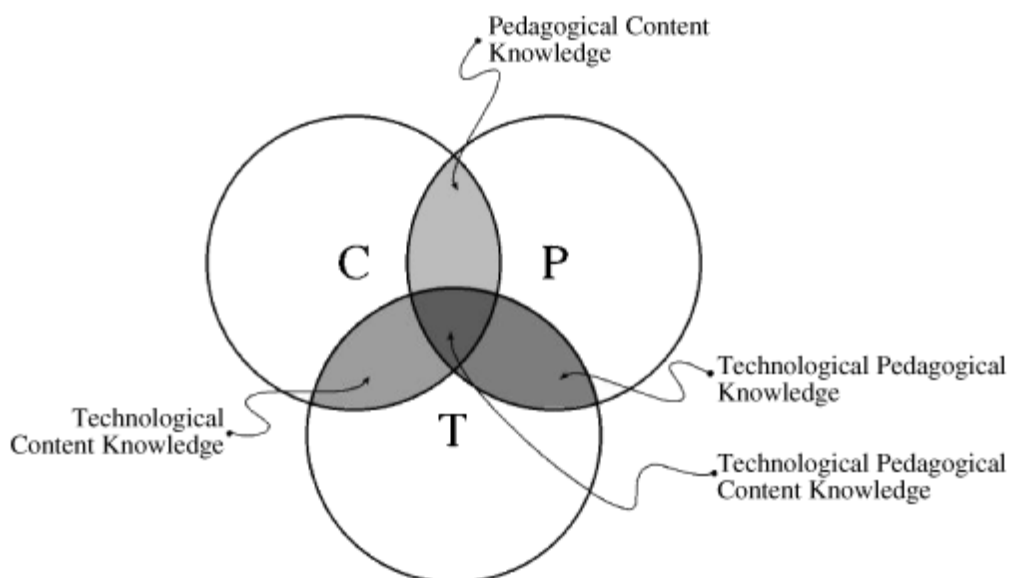 Pedagogical Content
Knowledge
C
P
Technological Pedagogical
Knowledge
Technological
Content Knowledge
T
Technological Pedagogical
Content Knowledge